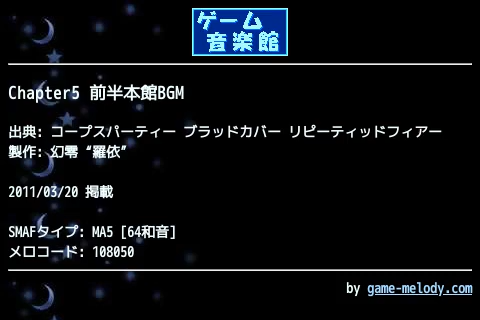 ゲーム
音楽館
Chapter5 前半本館BGM
出典: コープスパーティー ブラッドカバー リピーティッドフィアー
製作: 幻零 “羅依”
2011/03/20 掲載
SMAFタイプ: MA5 [64和音]
メロコード: 108050
by game-melody.com